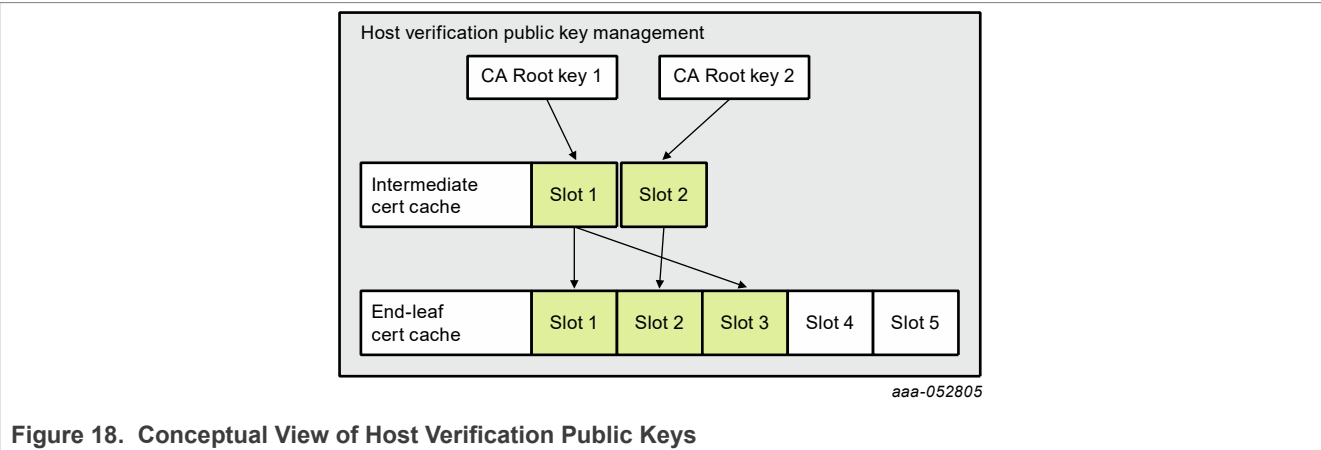 Host verification public key management
CA Root key 1
CA Root key 2
Intermediate
cert cache
Slot 1
Slot 2
End-leaf
cert cache
Slot 1
Slot 2
Slot 3
Slot 4
Slot 5
aaa-052805
Figure 18. Conceptual View of Host Verification Public Keys